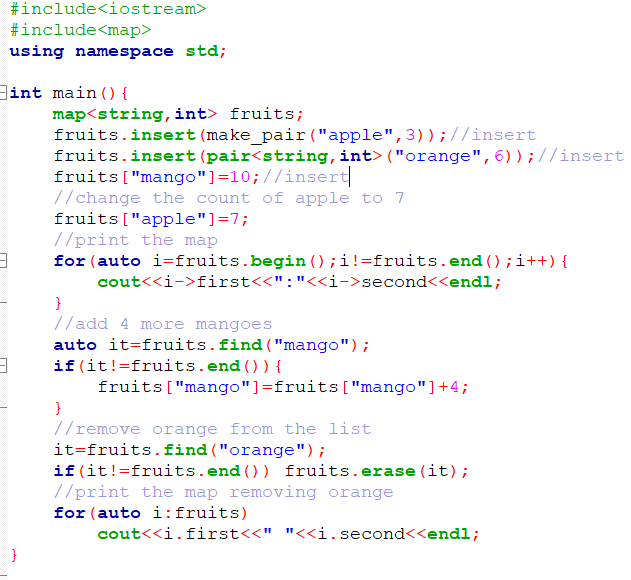 #include<iostream>
#include<map>
using namespace std;
int main(){
    map<string,int> fruits;
    fruits.insert(make_pair("apple",3));//insert
    fruits.insert(pair<string,int>("orange",6));//insert
    fruits["mango"]=10;//insert
    //change the count of apple to 7
    fruits["apple"]=7;
    //print the map
    for(auto i=fruits.begin();i!=fruits.end();i++){
        cout<<i->first<<":"<<i->second<<endl;
    }
    //add 4 more mangoes
    auto it=fruits.find("mango");
    if(it!=fruits.end()){
        fruits["mango"]=fruits["mango"]+4;
    }
    //remove orange from the list
    it=fruits.find("orange");
    if(it!=fruits.end()) fruits.erase(it);
    //print the map removing orange
    for(auto i:fruits)
        cout<<i.first<<" "<<i.second<<endl;
}